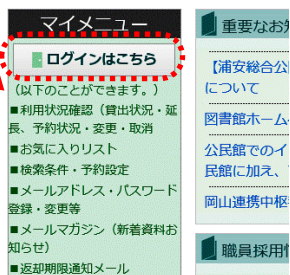 マイメニュー
ログインはこちら
（以下のことができます。）
■利用状況確認（貸出状況・延
長、予約状況・変更・取消
■お気に入りリスト
■検索条件・予約設定
■メールアドレス・パスワード
登録・変更等
■メールマガジン（新着資料お
知らせ）
■返却期限通知メール
重要なお知
【浦安総合公
について
図書館ホーム
公民館でのイ
民館に加え、
岡山連携中枢
職員採用情